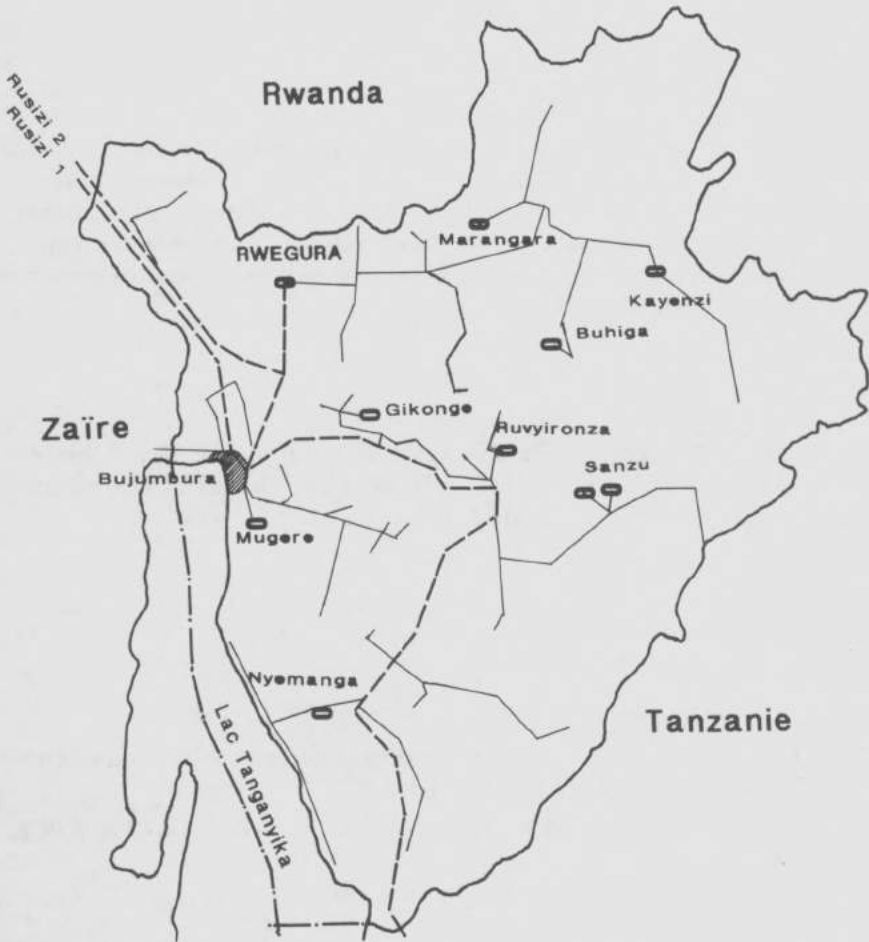 Rwanda
Rusizi 2
Rusizi 1
Marangara
RWEGURA
Kayenzi
Buhiga
Zaïre
Gikonge
Ruvyironza
Sanzu
Bujumbura
Mugere
Nyemanga
Tanzanie
Lac Tanganyika